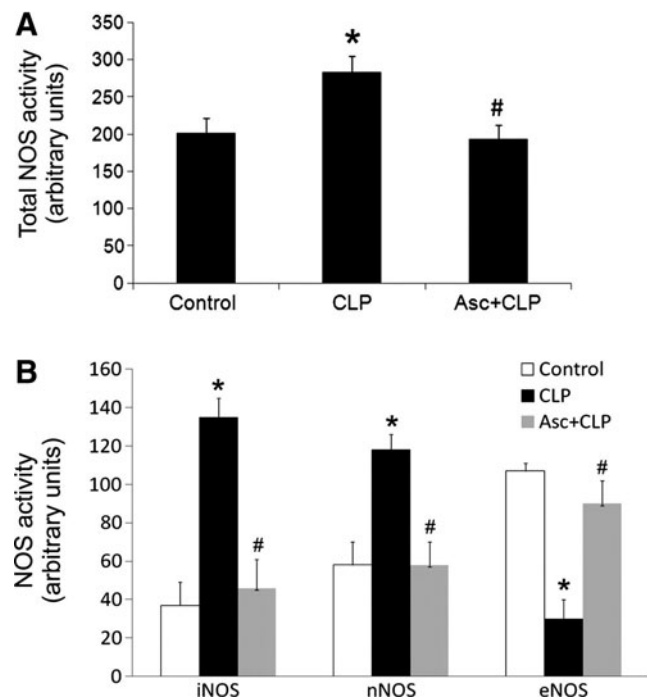 A
Total NOS activity
(arbitrary units)
350
300
250
200
150
100
50
0
*
#
Control
CLP
Asc+CLP
B
NOS activity
(arbitrary units)
160
140
120
100
80
60
40
20
0
Control
CLP
Asc+CLP
*
#
*
#
*
#
iNOS
nNOS
eNOS